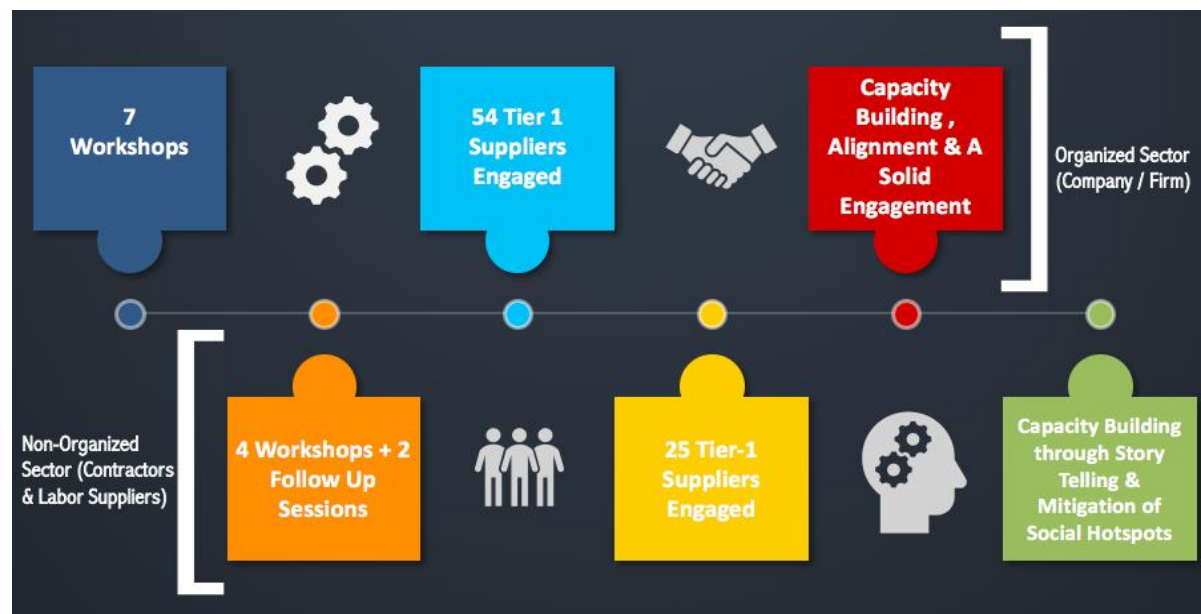 7
Workshops
54 Tier 1
Suppliers
Engaged
Capacity
Building ,
Alignment & A
Solid
Engagement
Organized Sector
(Company / Firm)
Non-Organized
Sector (Contractors
& Labor Suppliers)
4 Workshops + 2
Follow Up
Sessions
25 Tier-1
Suppliers
Engaged
Capacity Building
through Story
Telling &
Mitigation of
Social Hotspots